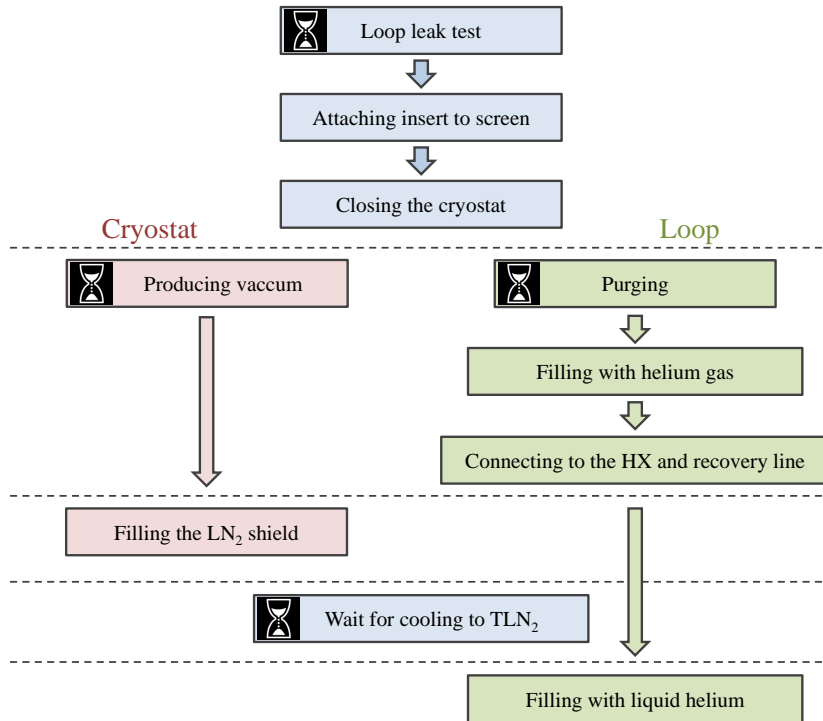 Loop leak test
Attaching insert to screen
Closing the cryostat
Cryostat
Loop
Producing vaccum
Purging
Filling with helium gas
Connecting to the HX and recovery line
Filling the LN₂ shield
Wait for cooling to TLN₂
Filling with liquid helium